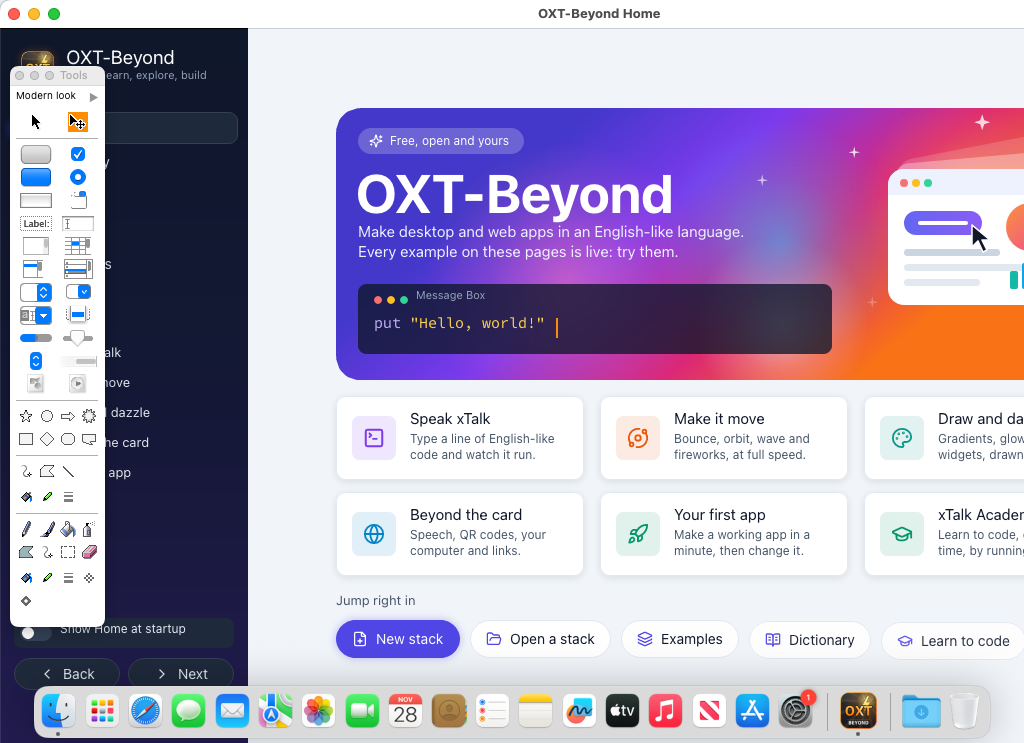 OXT-Beyond Home
OXT-Beyond
earn, explore, build
Tools
Modern look
Label:
alk
nove
dazzle
he card
app
Show Home at startup
Back
Next
Free, open and yours
OXT-Beyond
Make desktop and web apps in an English-like language.
Every example on these pages is live: try them.
Message Box
put "Hello, world!"
Speak xTalk
Type a line of English-like
code and watch it run.
Make it move
Bounce, orbit, wave and
fireworks, at full speed.
Draw and da
Gradients, glow
widgets, drawn
Beyond the card
Speech, QR codes, your
computer and links.
Your first app
Make a working app in a
minute, then change it.
xTalk Acader
Learn to code,
time, by running
Jump right in
New stack
Open a stack
Examples
Dictionary
Learn to code
NOV
28
tv
1
OXT
BEYOND